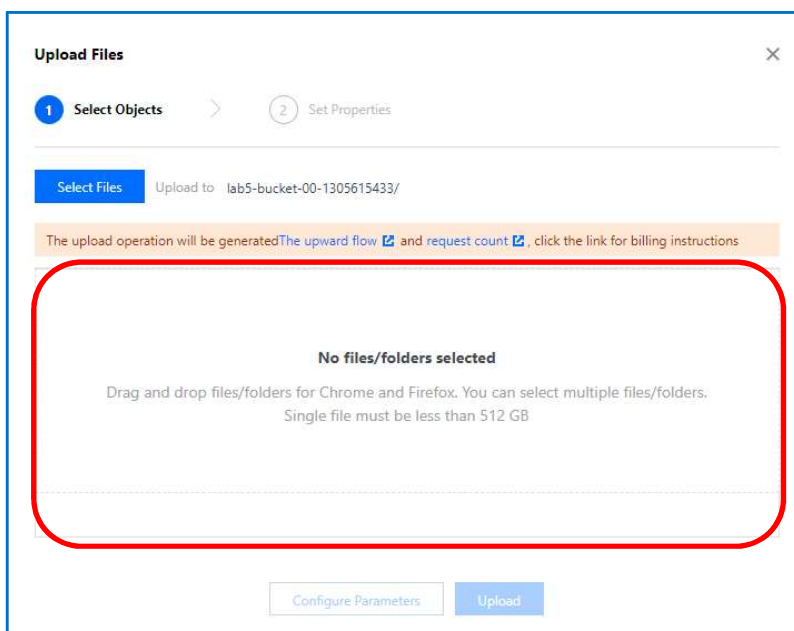 Upload Files
1 Select Objects 2 Set Properties
Select Files Upload to lab5-bucket-00-1305615433/
The upload operation will be generatedThe upward flow and request count , click the link for billing instructions
No files/folders selected
Drag and drop files/folders for Chrome and Firefox. You can select multiple files/folders.
Single file must be less than 512 GB
Configure Parameters Upload